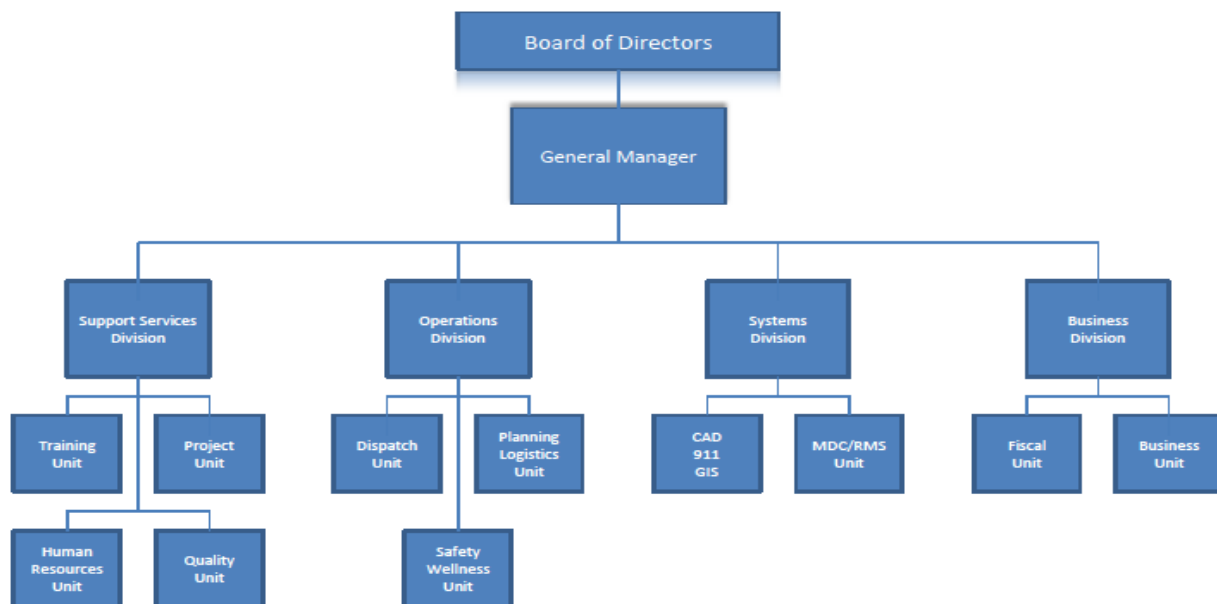 Board of Directors
General Manager
Support Services
Division
Operations
Division
Systems
Division
Business
Division
Training
Unit
Project
Unit
Dispatch
Unit
Planning
Logistics
Unit
CAD
911
GIS
MDC/RMS
Unit
Fiscal
Unit
Business
Unit
Human
Resources
Unit
Quality
Unit
Safety
Wellness
Unit